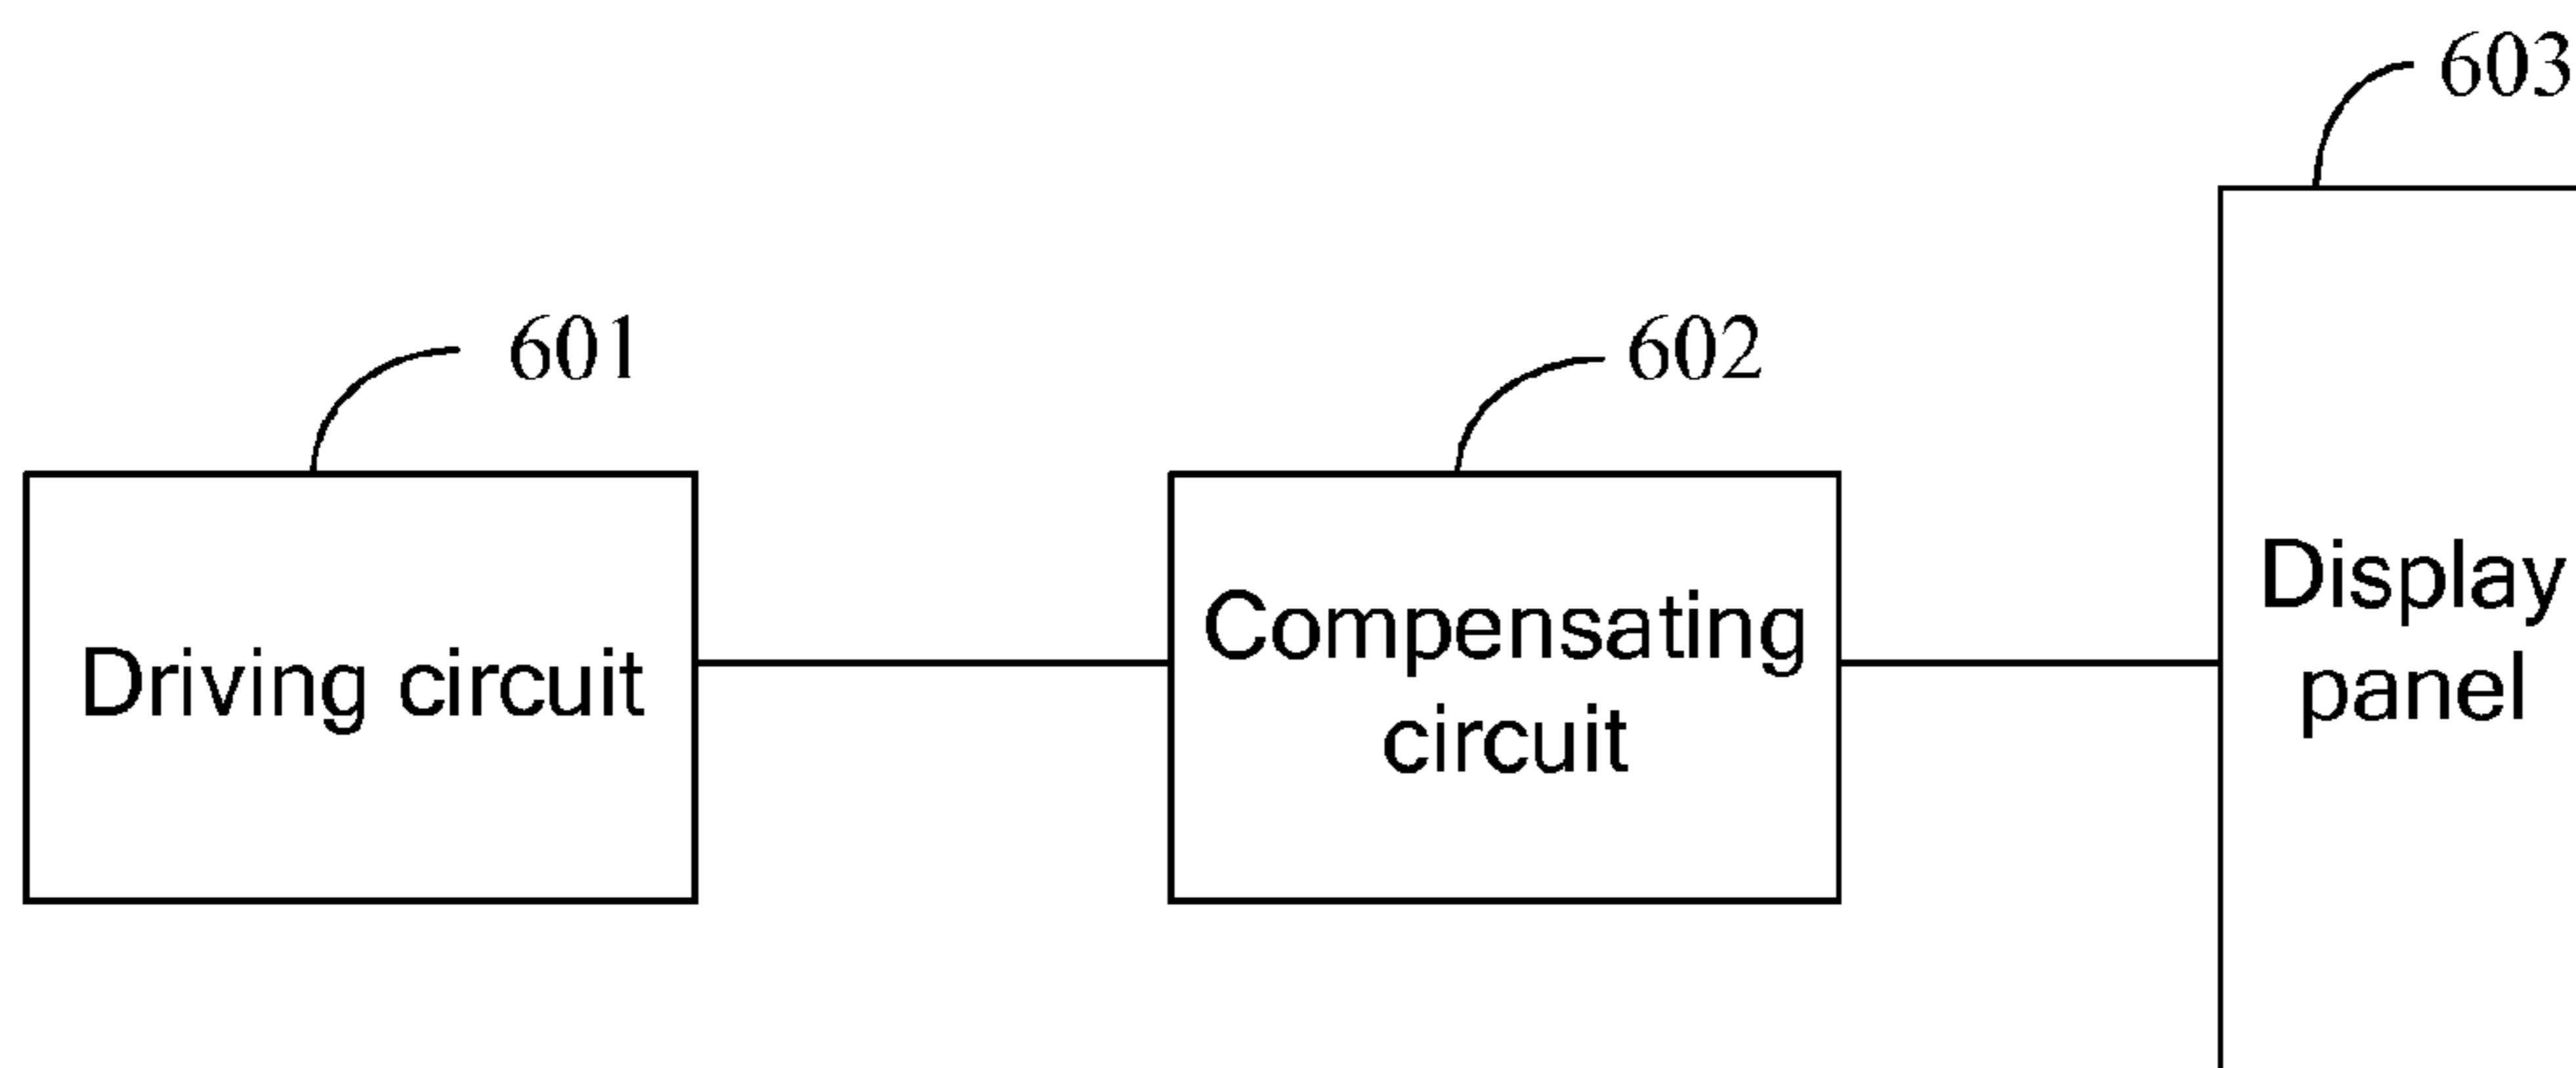 603
601
602
Driving circuit
Compensating
circuit
Display
panel